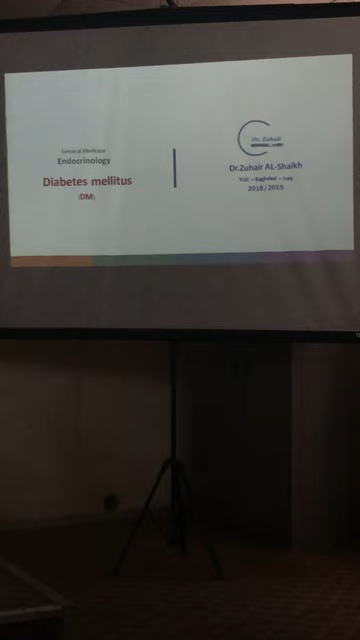 General Medicine
Endocrinology
Diabetes mellitus
(DM)
Dr. Zuhair
Dr.Zuhair AL-Shaikh
YUC – Baghdad – Iraq
2018/2019